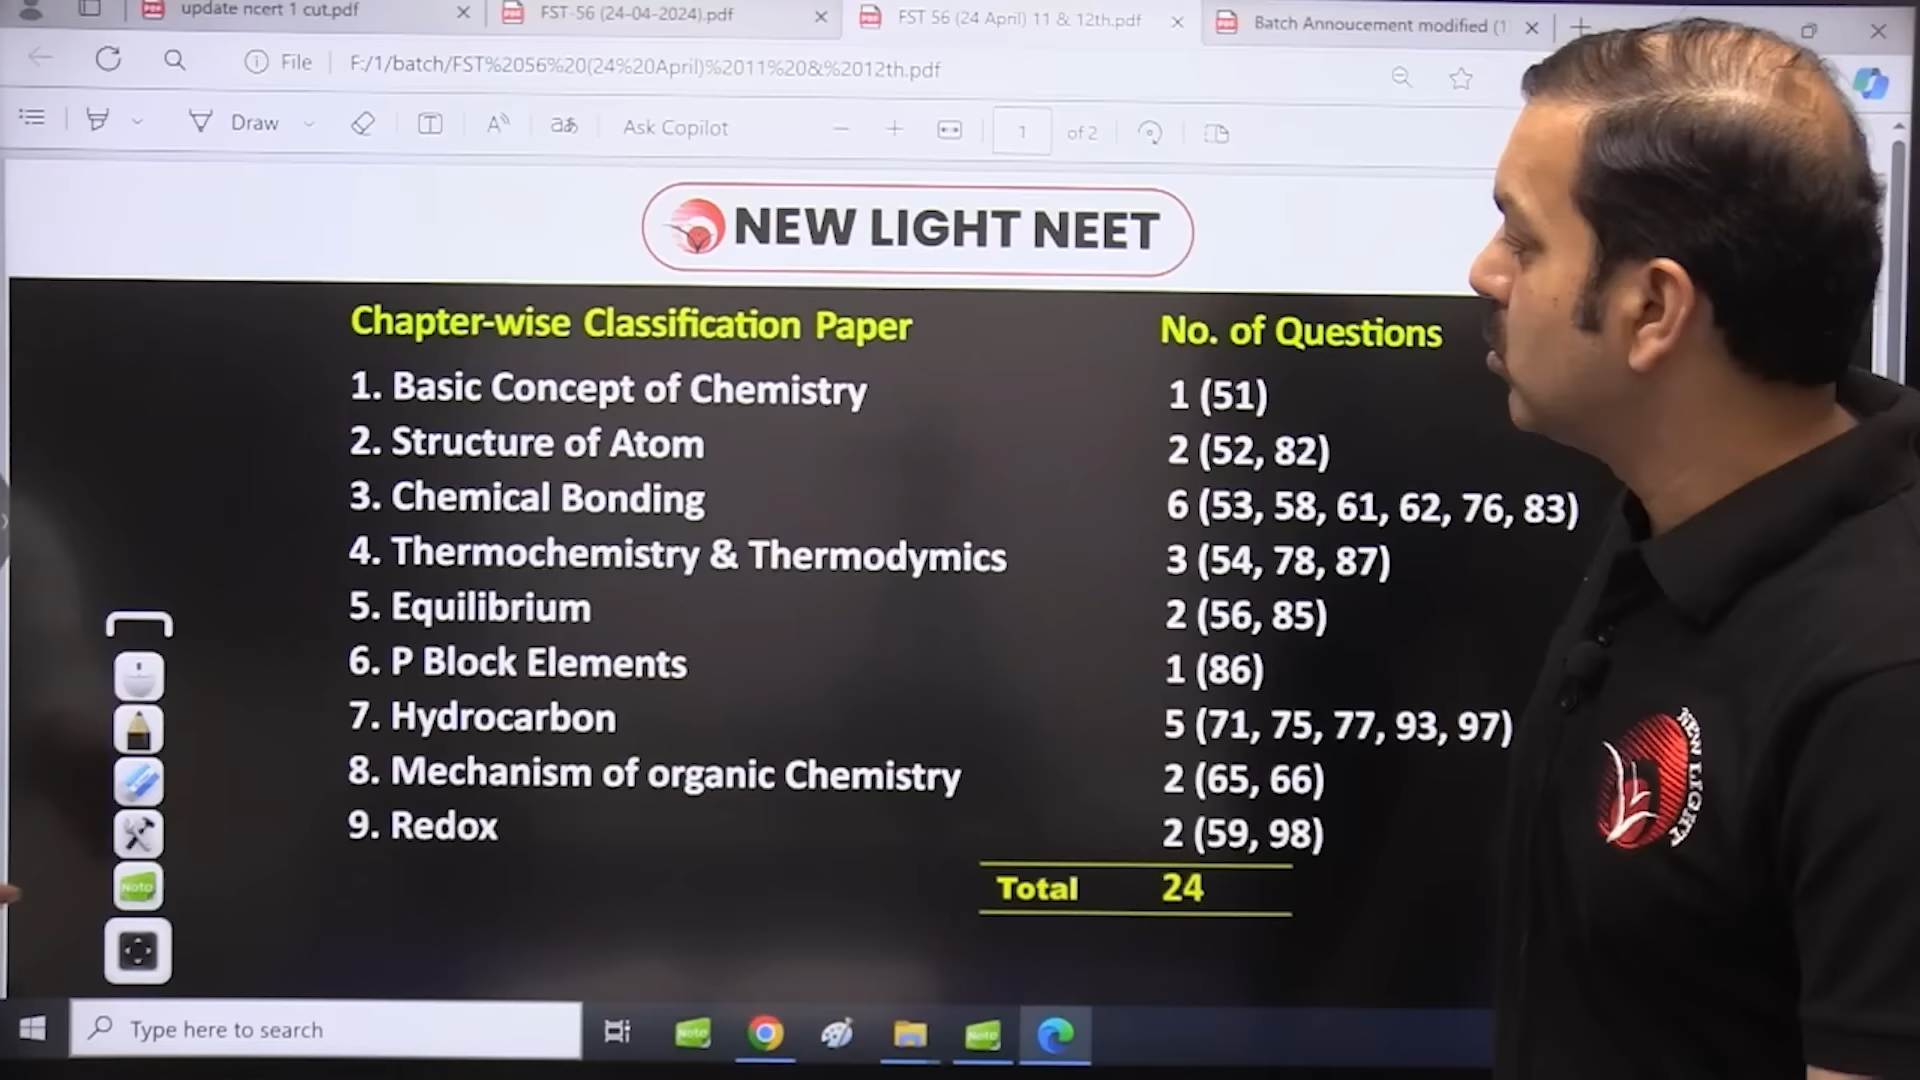 update ncert 1 cut.pdf
FST-56 (24-04-2024).pdf
FST 56 (24 April) 11 & 12th.pdf
Batch Annoucement modified (1
File
F:/1/batch/FST%2056%20(24%20April)%2011%20&%2012th.pdf
Draw
Ask Copilot
1 of 2
NEW LIGHT NEET
Chapter-wise Classification Paper No. of Questions
1. Basic Concept of Chemistry 1 (51)
2. Structure of Atom 2 (52, 82)
3. Chemical Bonding 6 (53, 58, 61, 62, 76, 83)
4. Thermochemistry & Thermodymics 3 (54, 78, 87)
5. Equilibrium 2 (56, 85)
6. P Block Elements 1 (86)
7. Hydrocarbon 5 (71, 75, 77, 93, 97)
8. Mechanism of organic Chemistry 2 (65, 66)
9. Redox 2 (59, 98)
Total 24
NEW LIGHT
Noto
Type here to search
Noto
Noto